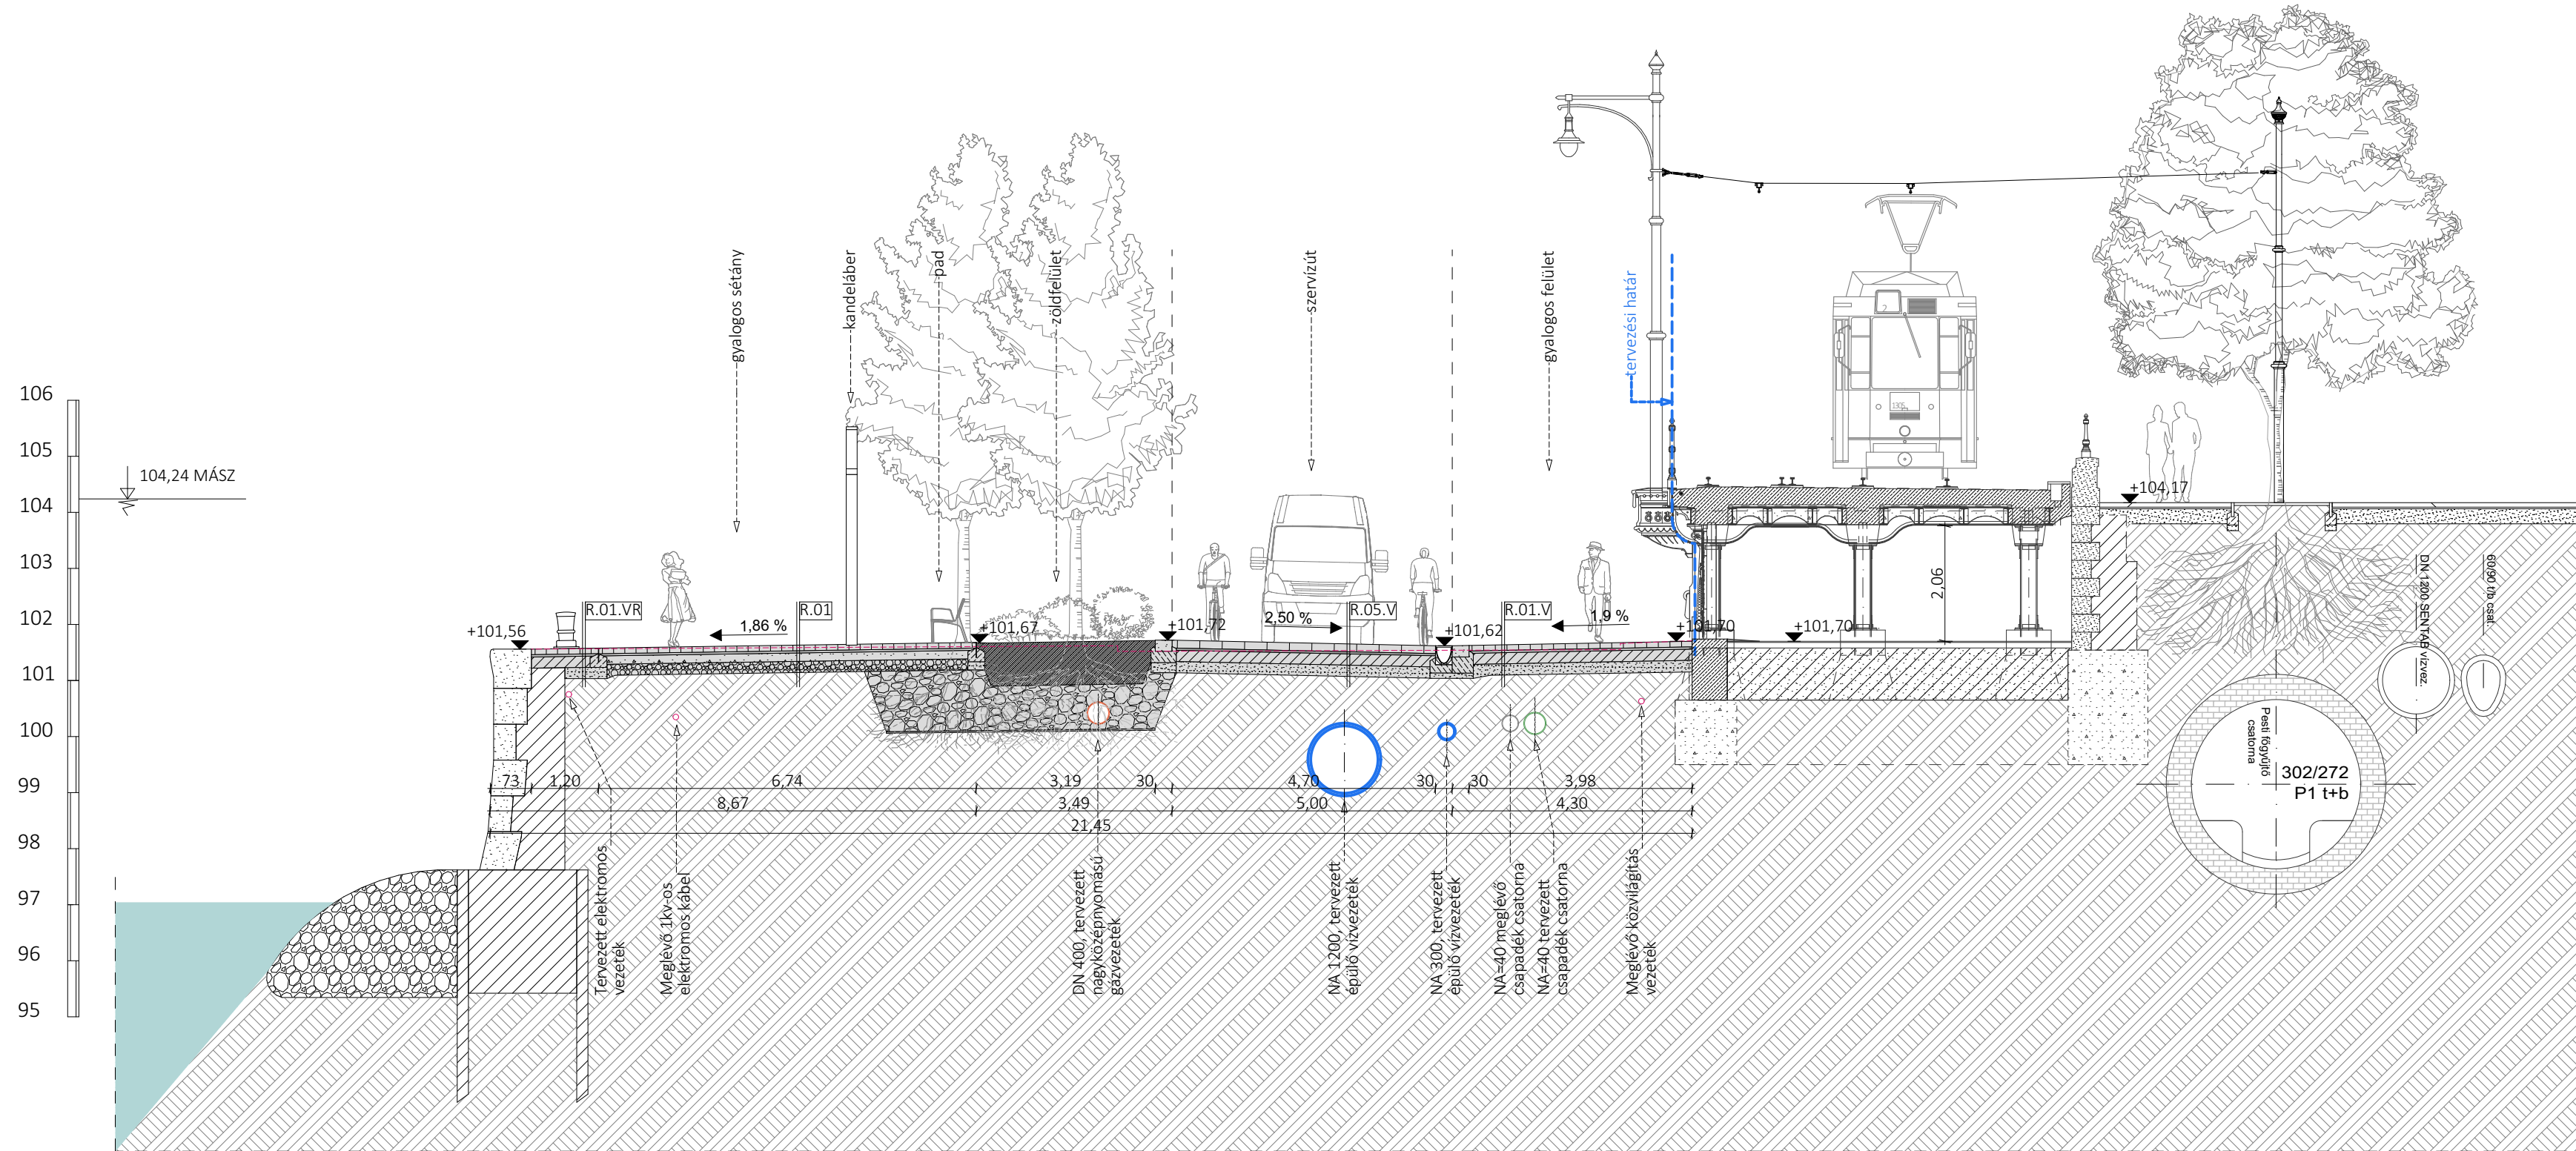 gyalogos sétány
kandeláber
pad
zöldfelület
szervízút
gyalogos felület
tervezési határ
2
1305
106
105
104
103
102
101
100
99
98
97
96
95
104,24 MÁSZ
+104,17
R.01.VR
R.01
R.05.V
R.01.V
1,86 %
2,50 %
1,9 %
+101,56
+101,67
+101,72
+101,62
+101,70
+101,70
2,06
DN 1200 SENTAB vízvez.
60/90 t/b csat.
Pesti főgyűjtő
csatorna
302/272
P1 t+b
73
1,20
6,74
3,19
30
4,70
30
30
3,98
8,67
3,49
5,00
4,30
21,45
Tervezett elektromos
vezeték
Meglévő 1kv-os
elektromos kábel
DN 400, tervezett
nagyközépnyomású
gázvezeték
NA 1200, tervezett
épülő vízvezeték
NA 300, tervezett
épülő vízvezeték
NA=40 meglévő
csapadék csatorna
NA=40 tervezett
csapadék csatorna
Meglévő közvilágítás
vezeték